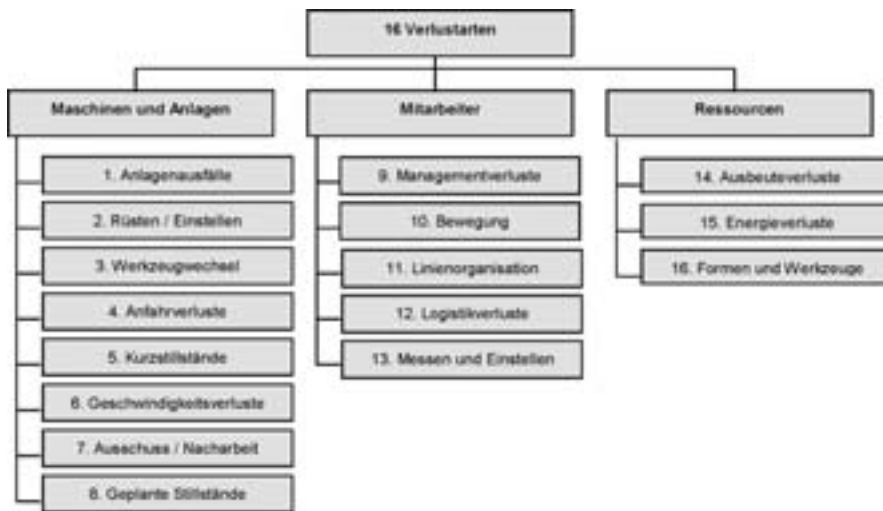 16 Verlustarten
Maschinen und Anlagen
1. Anlagenausfälle
2. Rüsten / Einstellen
3. Werkzeugwechsel
4. Anfahrverluste
5. Kurzstillstände
6. Geschwindigkeitsverluste
7. Ausschuss / Nacharbeit
8. Geplante Stillstände
Mitarbeiter
9. Managementverluste
10. Bewegung
11. Linienorganisation
12. Logistikverluste
13. Messen und Einstellen
Ressourcen
14. Ausbeuteverluste
15. Energieverluste
16. Formen und Werkzeuge